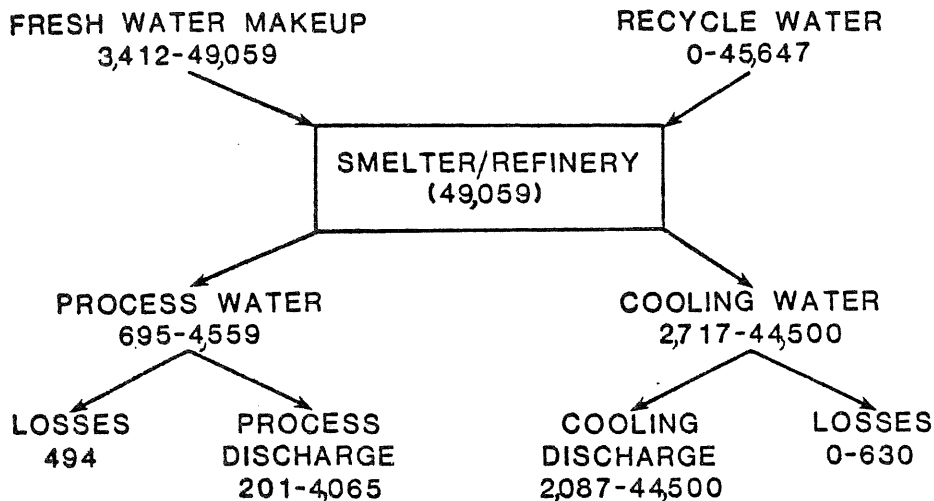 FRESH WATER MAKEUP
3,412-49,059
RECYCLE WATER
0-45,647
SMELTER/REFINERY
(49,059)
PROCESS WATER
695-4,559
COOLING WATER
2,717-44,500
LOSSES
494
PROCESS
DISCHARGE
201-4,065
COOLING
DISCHARGE
2,087-44,500
LOSSES
0-630